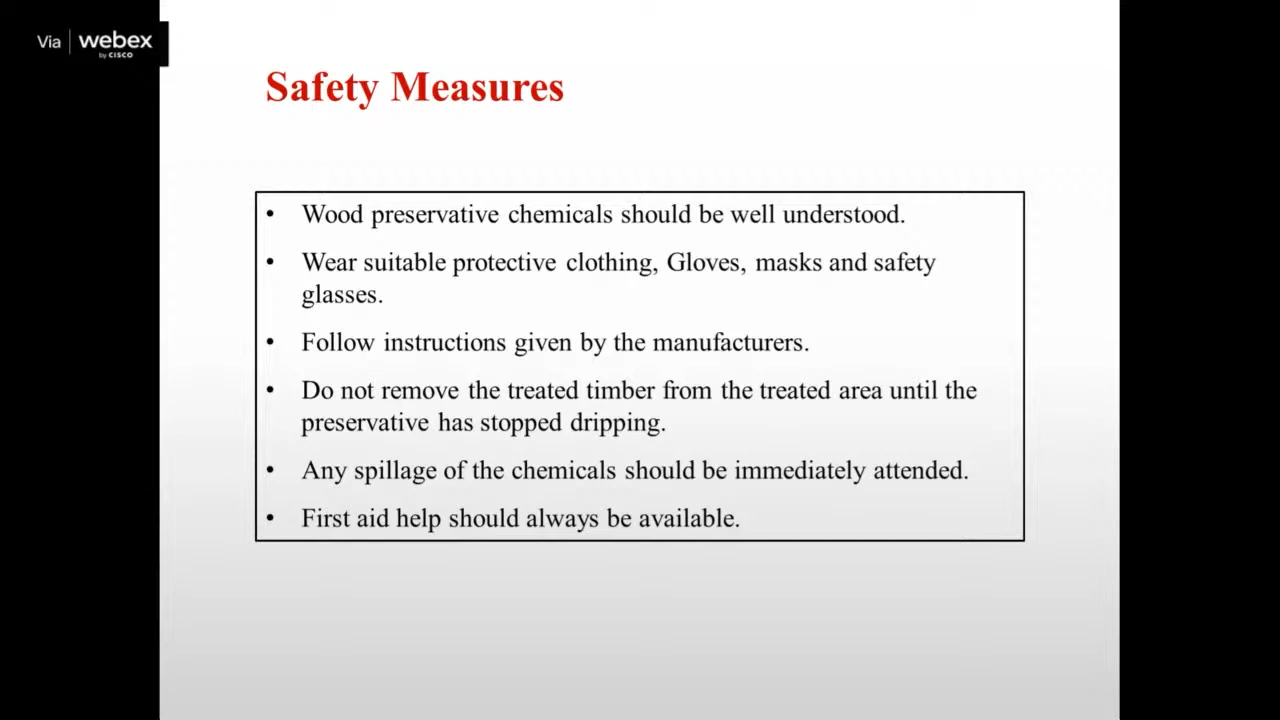 Via | webex
by CISCO
Safety Measures
• Wood preservative chemicals should be well understood.
• Wear suitable protective clothing, Gloves, masks and safety
glasses.
• Follow instructions given by the manufacturers.
• Do not remove the treated timber from the treated area until the
preservative has stopped dripping.
• Any spillage of the chemicals should be immediately attended.
• First aid help should always be available.